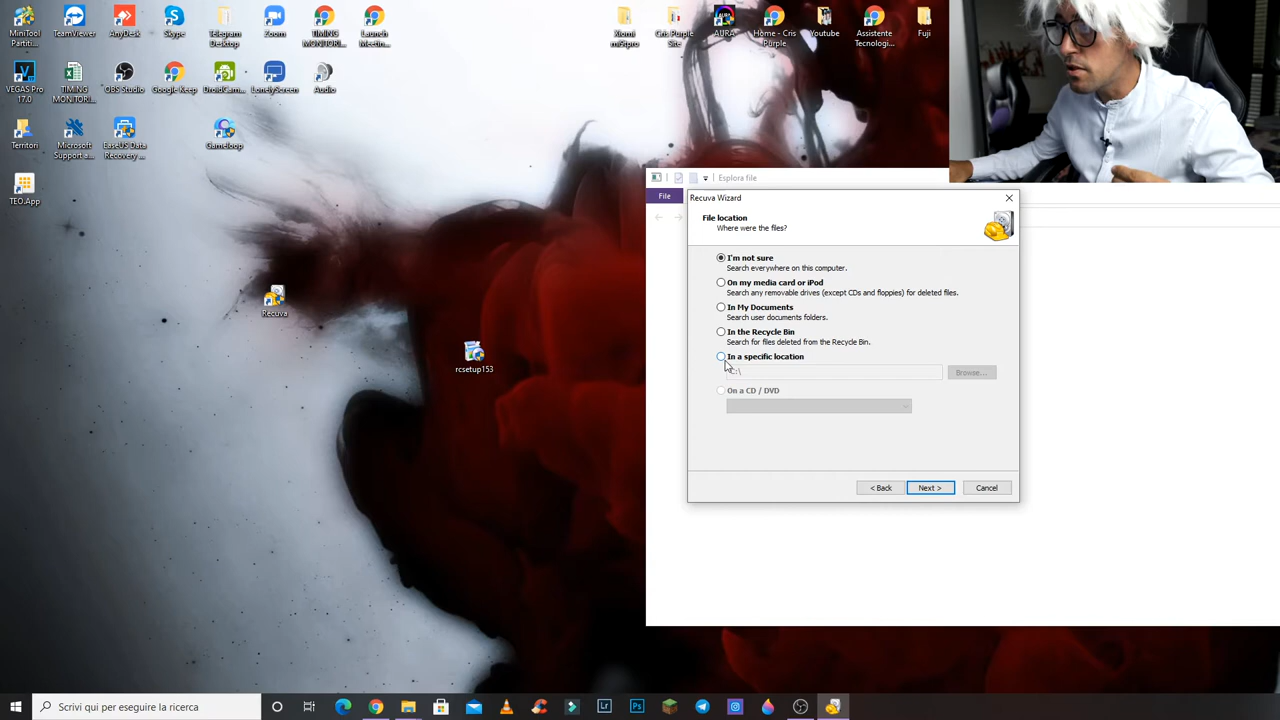 MiniTool Partiti...
TeamViewer
AnyDesk
Skype
Telegram Desktop
Zoom
TIMING MONITORI...
Launch Meetin...
Xiomi mi5tpro
Cris Purple Site
AURA
Home - Cris Purple
Youtube
Assistente Tecnologi...
Fuji
VEGAS Pro 17.0
TIMING MONITORI...
OBS Studio
Google Keep
DroidCam...
LonelyScreen
Audio
Territori
Microsoft Support a...
EaseUS Data Recovery ...
Gameloop
TEO.App
Recuva
rcsetup153
Esplora file
File
Recuva Wizard
File location
Where were the files?
I'm not sure
Search everywhere on this computer.
On my media card or iPod
Search any removable drives (except CDs and floppies) for deleted files.
In My Documents
Search user documents folders.
In the Recycle Bin
Search for files deleted from the Recycle Bin.
In a specific location
C:\
Browse...
On a CD / DVD
< Back
Next >
Cancel
Scrivi qui per eseguire la ricerca
Lr
Ps